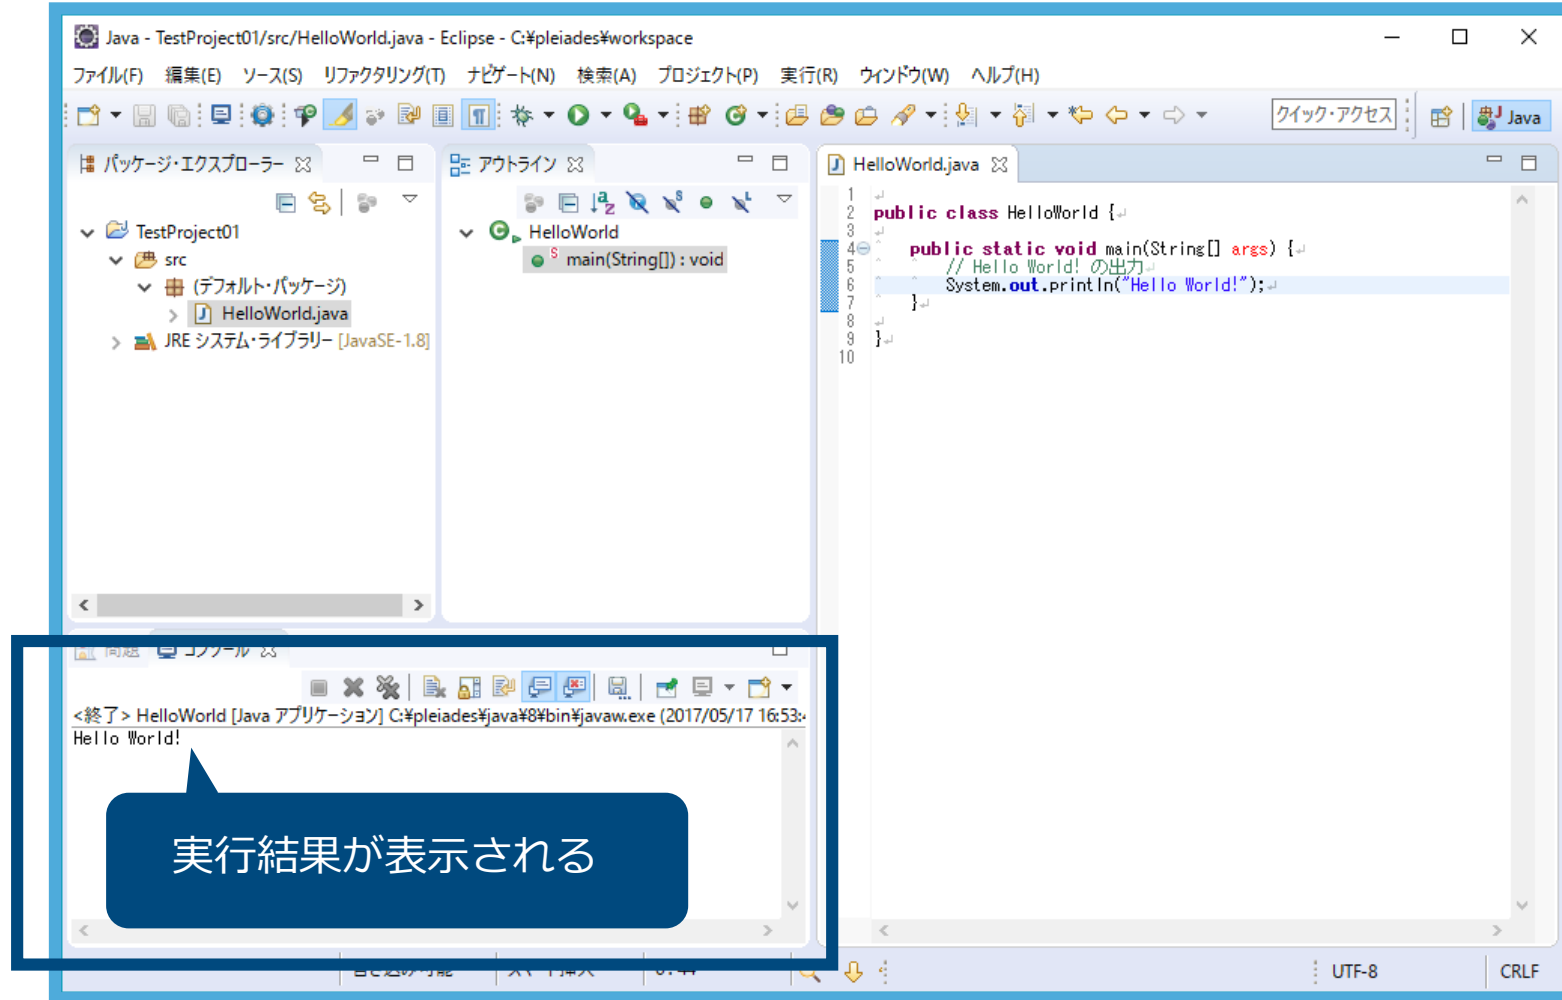 Java - TestProject01/src/HelloWorld.java - Eclipse - C:¥pleiades¥workspace
ファイル(F) 編集(E) ソース(S) リファクタリング(T) ナビゲート(N) 検索(A) プロジェクト(P) 実行(R) ウィンドウ(W) ヘルプ(H)
クイック・アクセス
Java
パッケージ・エクスプローラー
TestProject01
src
(デフォルト・パッケージ)
HelloWorld.java
JRE システム・ライブラリー [JavaSE-1.8]
アウトライン
HelloWorld
main(String[]) : void
HelloWorld.java
1
2 public class HelloWorld {
3
4 public static void main(String[] args) {
5 // Hello World! の出力
6 System.out.println("Hello World!");
7 }
8
9 }
10
問題 コンソール
<終了> HelloWorld [Java アプリケーション] C:¥pleiades¥java¥8¥bin¥javaw.exe (2017/05/17 16:53:
Hello World!
実行結果が表示される
UTF-8
CRLF